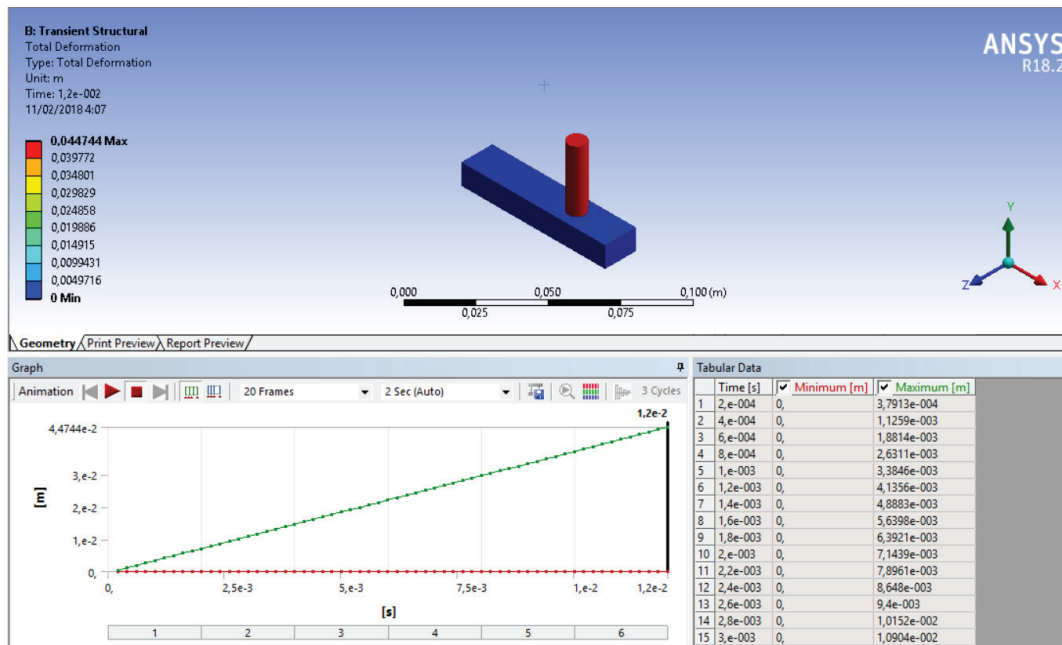 B: Transient Structural
Total Deformation
Type: Total Deformation
Unit: m
Time: 1,2e-002
11/02/2018 4:07
ANSYS
R18.2
0,044744 Max
0,039772
0,034801
0,029829
0,024858
0,019886
0,014915
0,0099431
0,0049716
0 Min
Y
Z
X
0,000 0,050 0,100 (m)
0,025 0,075
Geometry Print Preview Report Preview
Graph
Animation 20 Frames 2 Sec (Auto) 3 Cycles
1,2e-2
4,4744e-2
3,e-2
2,e-2
1,e-2
0,
[m]
0, 2,5e-3 5,e-3 7,5e-3 1,e-2 1,2e-2
[s]
1 2 3 4 5 6
Tabular Data
Time [s] Minimum [m] Maximum [m]
1 2,e-004 0, 3,7913e-004
2 4,e-004 0, 1,1259e-003
3 6,e-004 0, 1,8814e-003
4 8,e-004 0, 2,6311e-003
5 1,e-003 0, 3,3846e-003
6 1,2e-003 0, 4,1356e-003
7 1,4e-003 0, 4,8883e-003
8 1,6e-003 0, 5,6398e-003
9 1,8e-003 0, 6,3921e-003
10 2,e-003 0, 7,1439e-003
11 2,2e-003 0, 7,8961e-003
12 2,4e-003 0, 8,648e-003
13 2,6e-003 0, 9,4e-003
14 2,8e-003 0, 1,0152e-002
15 3,e-003 0, 1,0904e-002